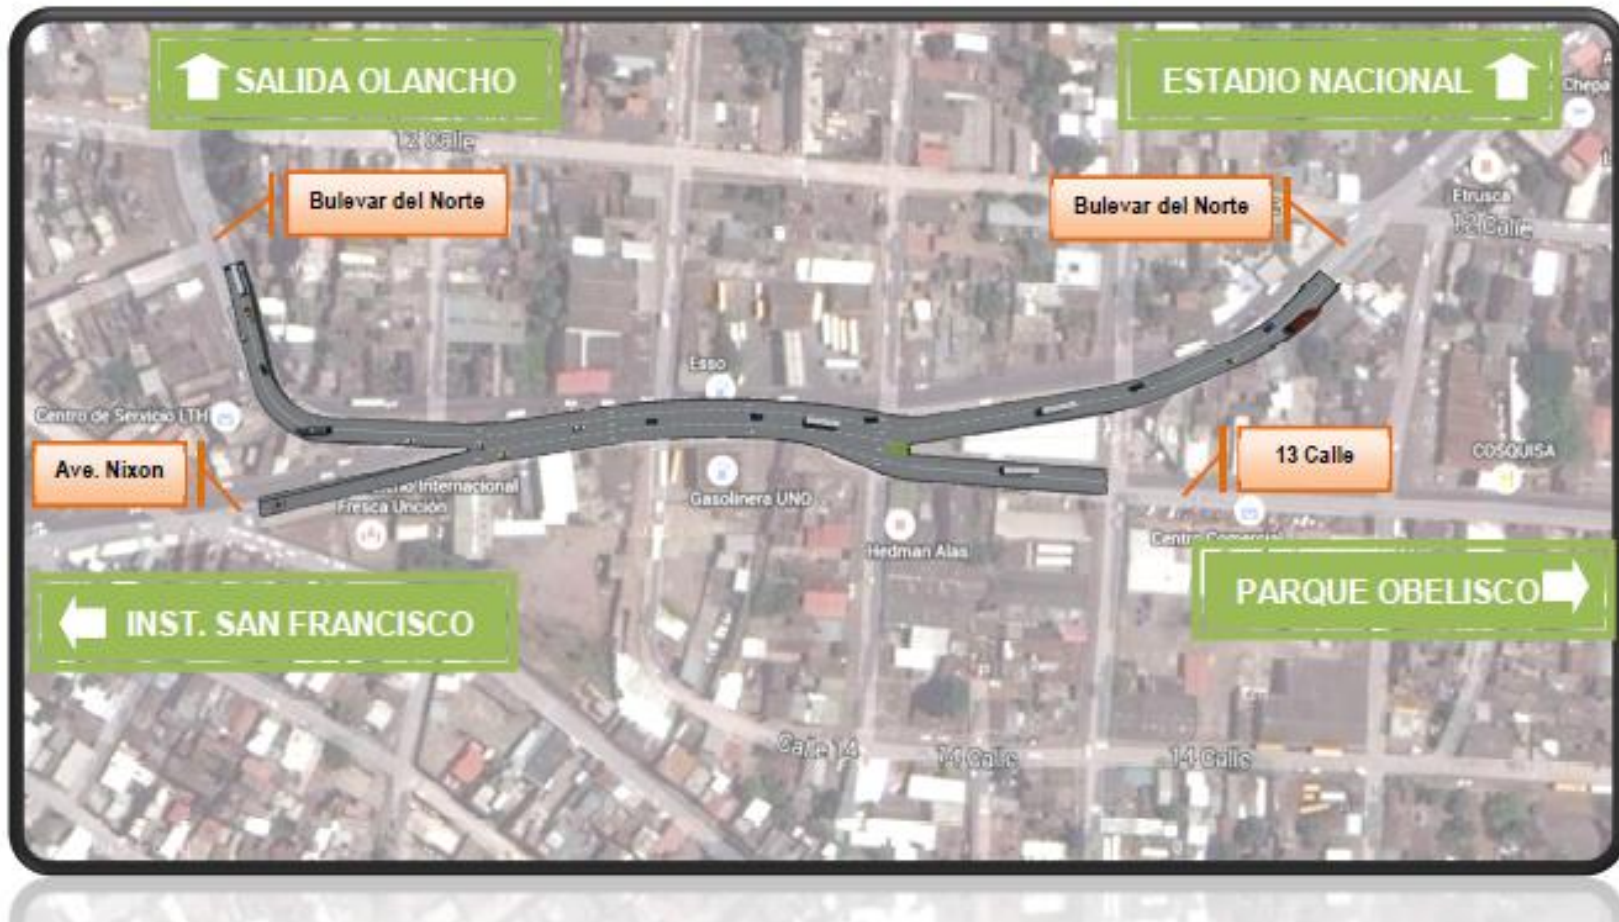 SALIDA OLANCHO
ESTADIO NACIONAL
Chepa
12 Calle
Etrusca
Bulevar del Norte
Bulevar del Norte
12 Calle
Esso
Centro de Servicio LTH
Ave. Nixon
13 Calle
COSQUISA
Internacional
Fresca Unción
Gasolinera UNO
Hedman Alas
Centro Comercial
INST. SAN FRANCISCO
PARQUE OBELISCO
Calle 14
14 Calle
14 Calle